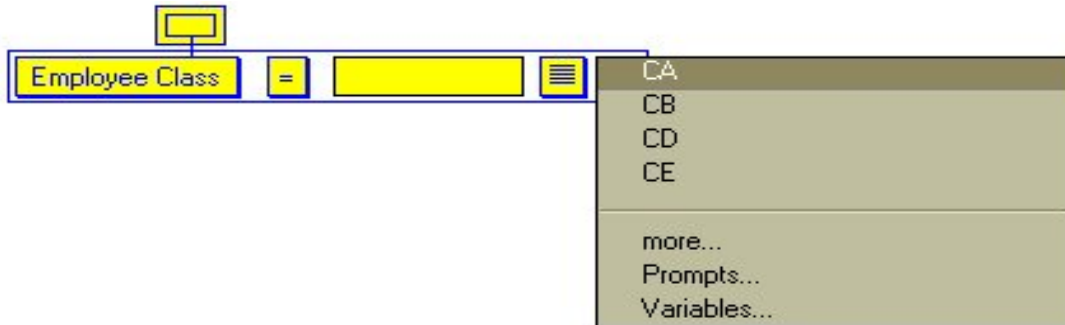 Employee Class = CA
CB
CD
CE
more...
Prompts...
Variables...